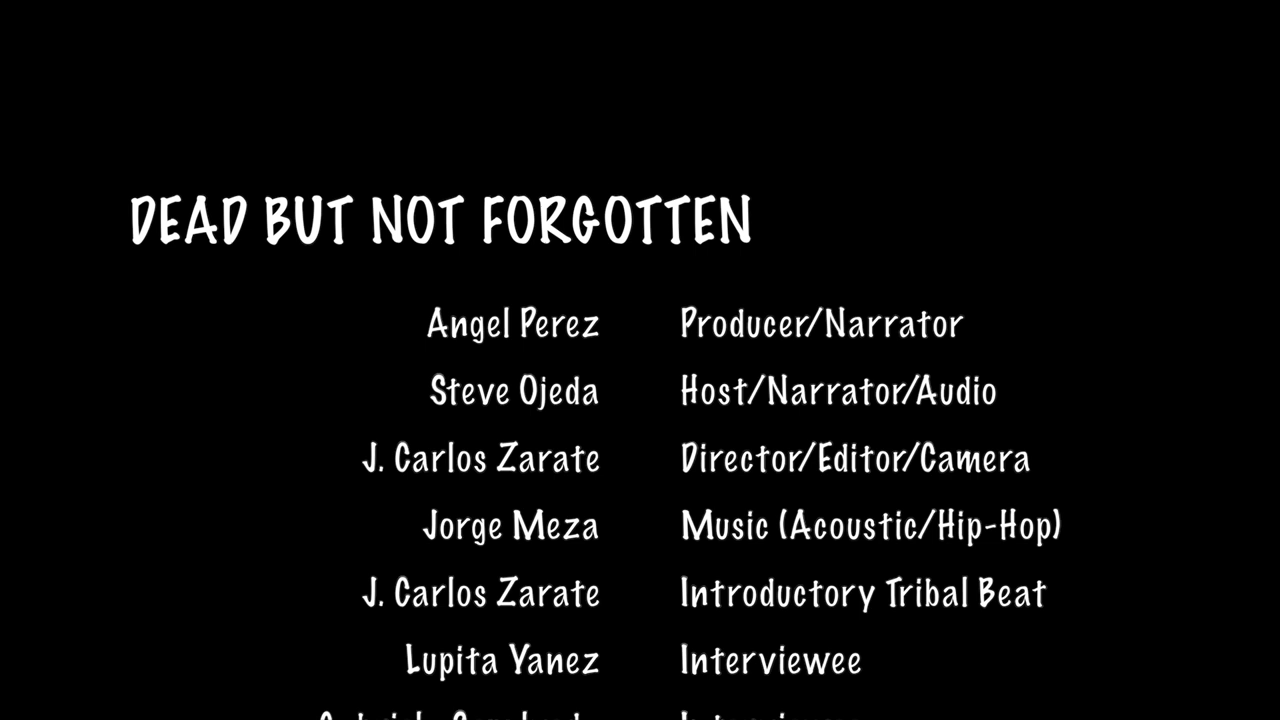 DEAD BUT NOT FORGOTTEN
Angel Perez Producer/Narrator
Steve Ojeda Host/Narrator/Audio
J. Carlos Zarate Director/Editor/Camera
Jorge Meza Music (Acoustic/Hip-Hop)
J. Carlos Zarate Introductory Tribal Beat
Lupita Yanez Interviewee